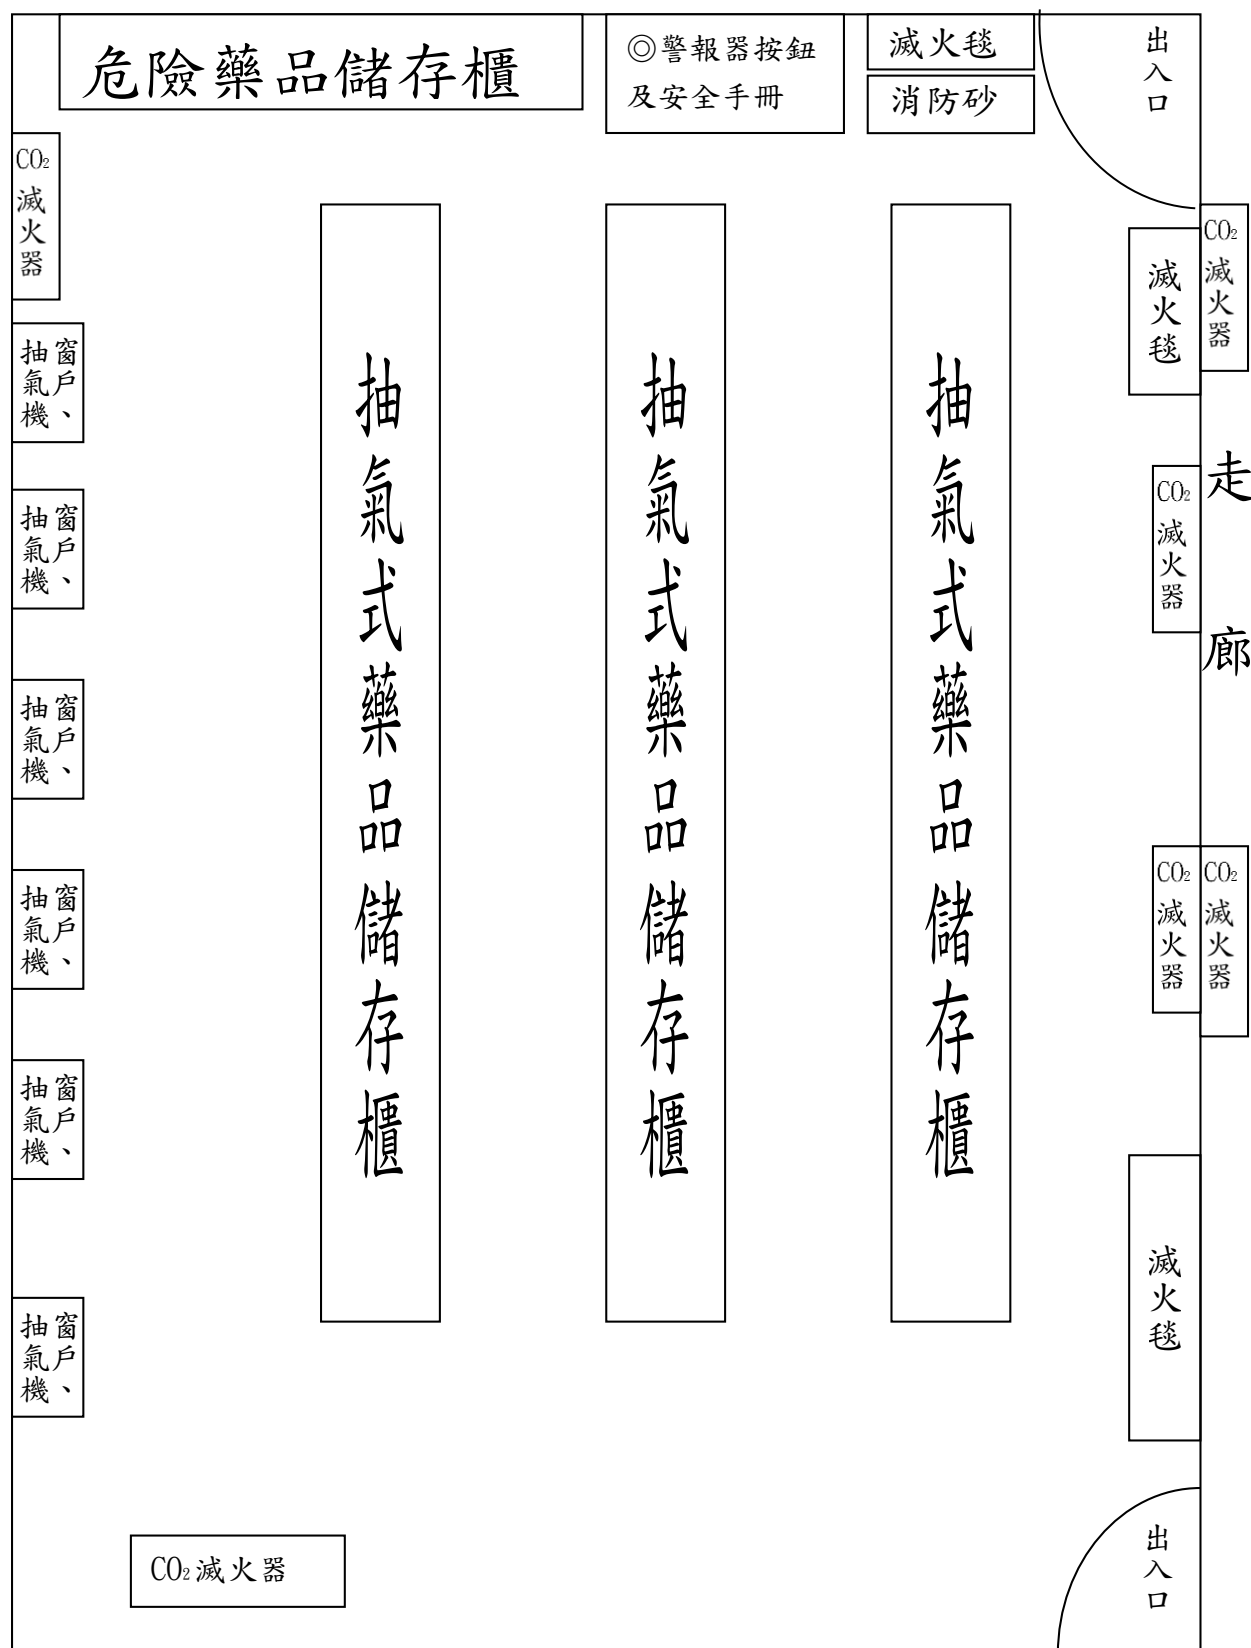 危險藥品儲存櫃
◎警報器按鈕
及安全手冊
滅火毯
消防砂
出入口
CO₂滅火器
窗戶、
抽氣機
窗戶、
抽氣機
窗戶、
抽氣機
窗戶、
抽氣機
窗戶、
抽氣機
窗戶、
抽氣機
抽氣式藥品儲存櫃
抽氣式藥品儲存櫃
抽氣式藥品儲存櫃
滅火毯
CO₂滅火器
CO₂滅火器
走廊
CO₂滅火器
CO₂滅火器
滅火毯
出入口
CO₂滅火器